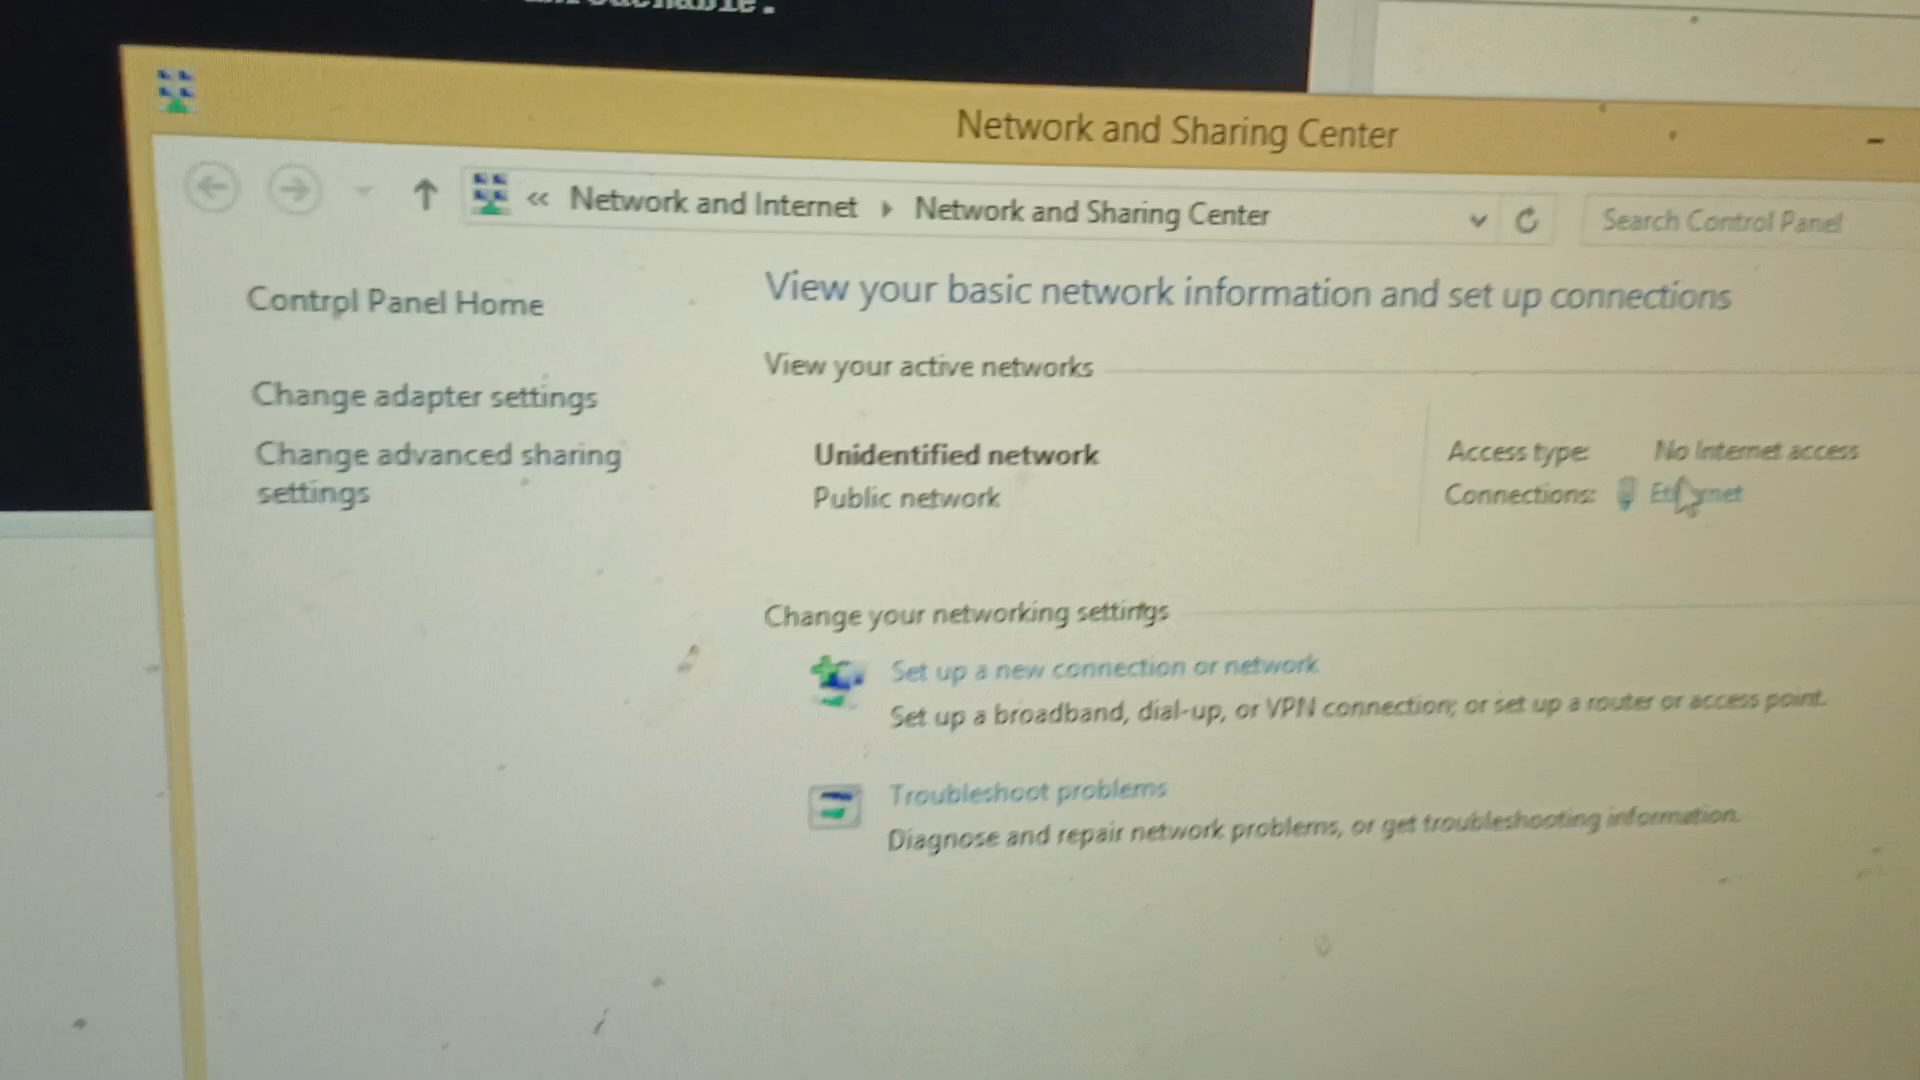 Network and Sharing Center
« Network and Internet ▸ Network and Sharing Center
Search Control Panel
Control Panel Home
Change adapter settings
Change advanced sharing
settings
View your basic network information and set up connections
View your active networks
Unidentified network
Public network
Access type: No Internet access
Connections: Ethernet
Change your networking settings
Set up a new connection or network
Set up a broadband, dial-up, or VPN connection; or set up a router or access point.
Troubleshoot problems
Diagnose and repair network problems, or get troubleshooting information.